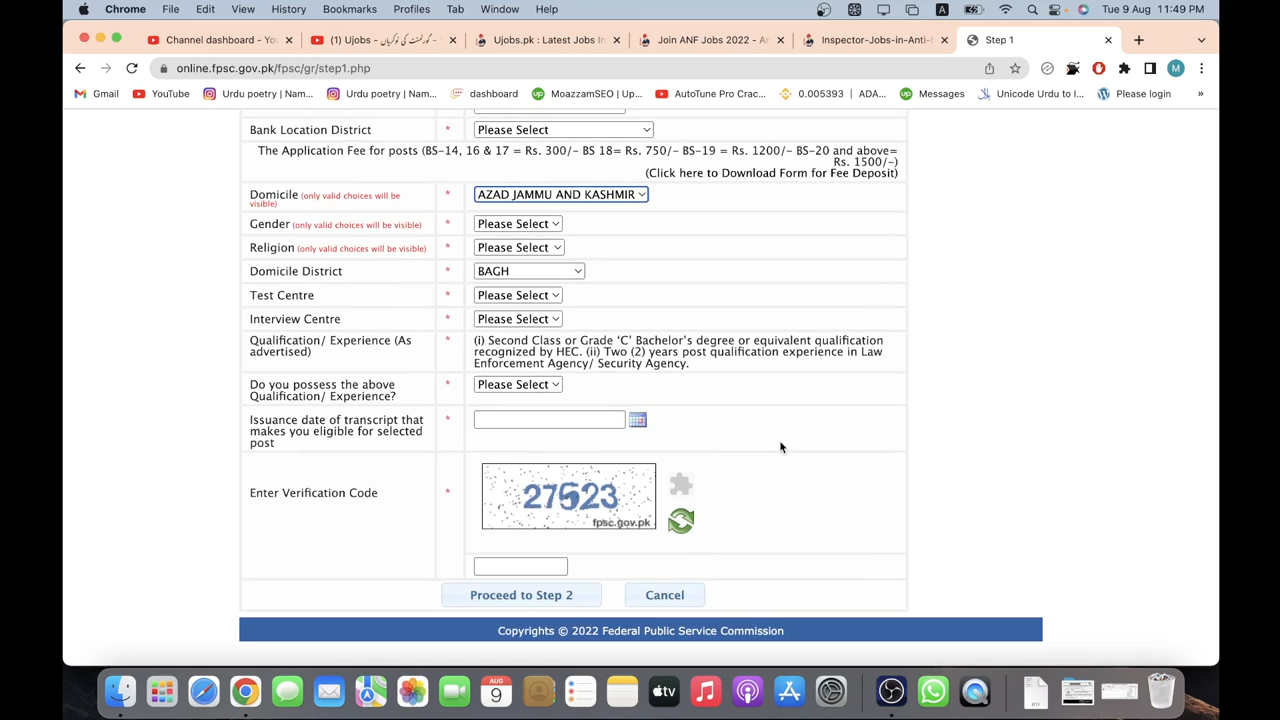 Chrome File Edit View History Bookmarks Profiles Tab Window Help A Tue 9 Aug 11:49 PM
Channel dashboard - Yo (1) Ujobs - گورنمنٹ کی نوکریاں - Ujobs.pk : Latest Jobs In Join ANF Jobs 2022 - A Inspector-Jobs-in-Anti- Step 1
online.fpsc.gov.pk/fpsc/gr/step1.php M
Gmail YouTube Urdu poetry | Nam... Urdu poetry | Nam... dashboard MoazzamSEO | Up... AutoTune Pro Crac... 0.005393 | ADA... Messages Unicode Urdu to I... Please login »
Bank Location District * Please Select
The Application Fee for posts (BS-14, 16 & 17 = Rs. 300/- BS 18= Rs. 750/- BS-19 = Rs. 1200/- BS-20 and above=
Rs. 1500/-)
(Click here to Download Form for Fee Deposit)
Domicile (only valid choices will be * AZAD JAMMU AND KASHMIR
visible)
Gender (only valid choices will be visible) * Please Select
Religion (only valid choices will be visible) * Please Select
Domicile District * BAGH
Test Centre * Please Select
Interview Centre * Please Select
Qualification/ Experience (As * (i) Second Class or Grade ‘C’ Bachelor’s degree or equivalent qualification
advertised) recognized by HEC. (ii) Two (2) years post qualification experience in Law
Enforcement Agency/ Security Agency.
Do you possess the above * Please Select
Qualification/ Experience?
Issuance date of transcript that *
makes you eligible for selected
post
Enter Verification Code * 27523
fpsc.gov.pk
Proceed to Step 2 Cancel
Copyrights © 2022 Federal Public Service Commission
AUG
9 tv